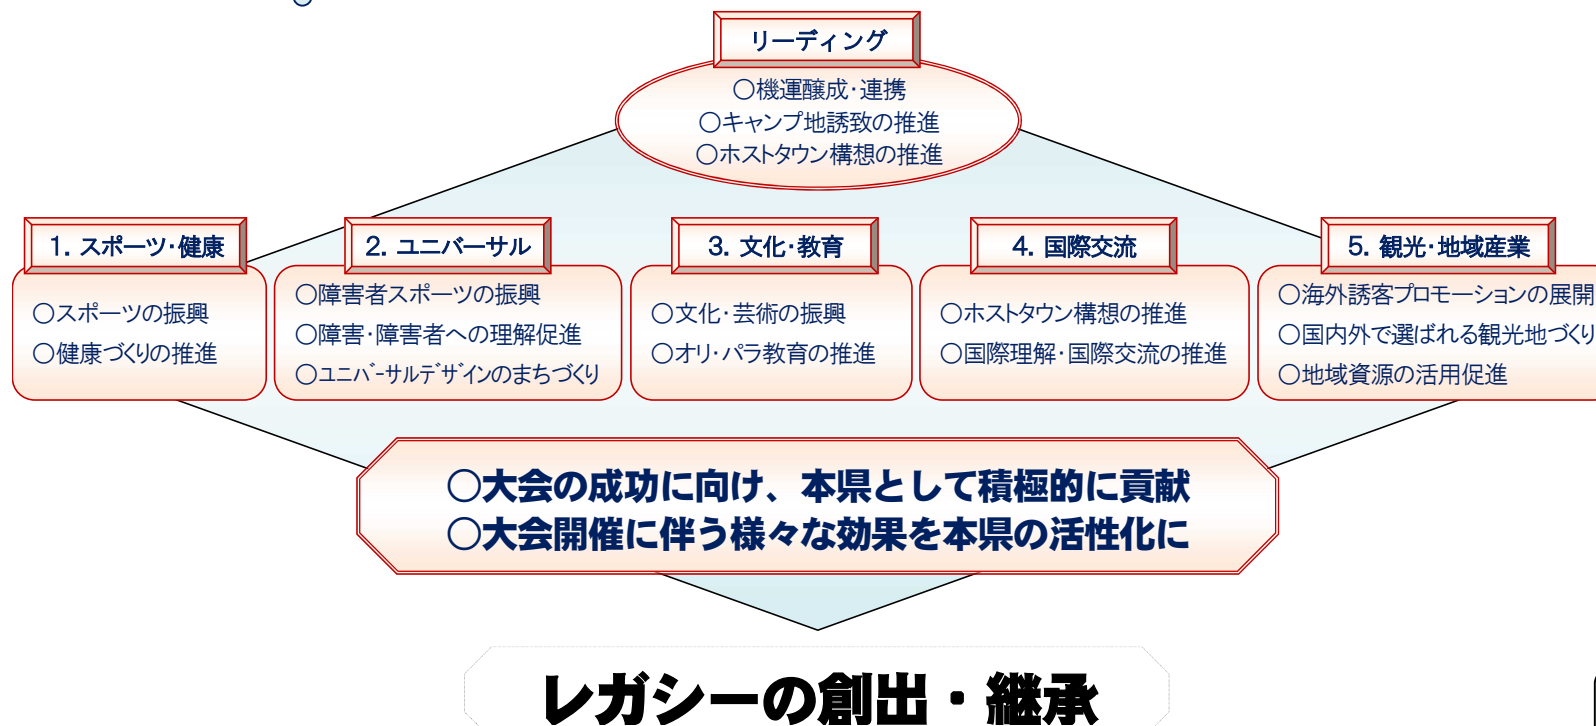 リーディング
○機運醸成・連携
○キャンプ地誘致の推進
○ホストタウン構想の推進
1. スポーツ・健康
○スポーツの振興
○健康づくりの推進
2. ユニバーサル
○障害者スポーツの振興
○障害・障害者への理解促進
○ユニバーサルデザインのまちづくり
3. 文化・教育
○文化・芸術の振興
○オリ・パラ教育の推進
4. 国際交流
○ホストタウン構想の推進
○国際理解・国際交流の推進
5. 観光・地域産業
○海外誘客プロモーションの展開
○国内外で選ばれる観光地づくり
○地域資源の活用促進
○大会の成功に向け、本県として積極的に貢献
○大会開催に伴う様々な効果を本県の活性化に
レガシーの創出・継承